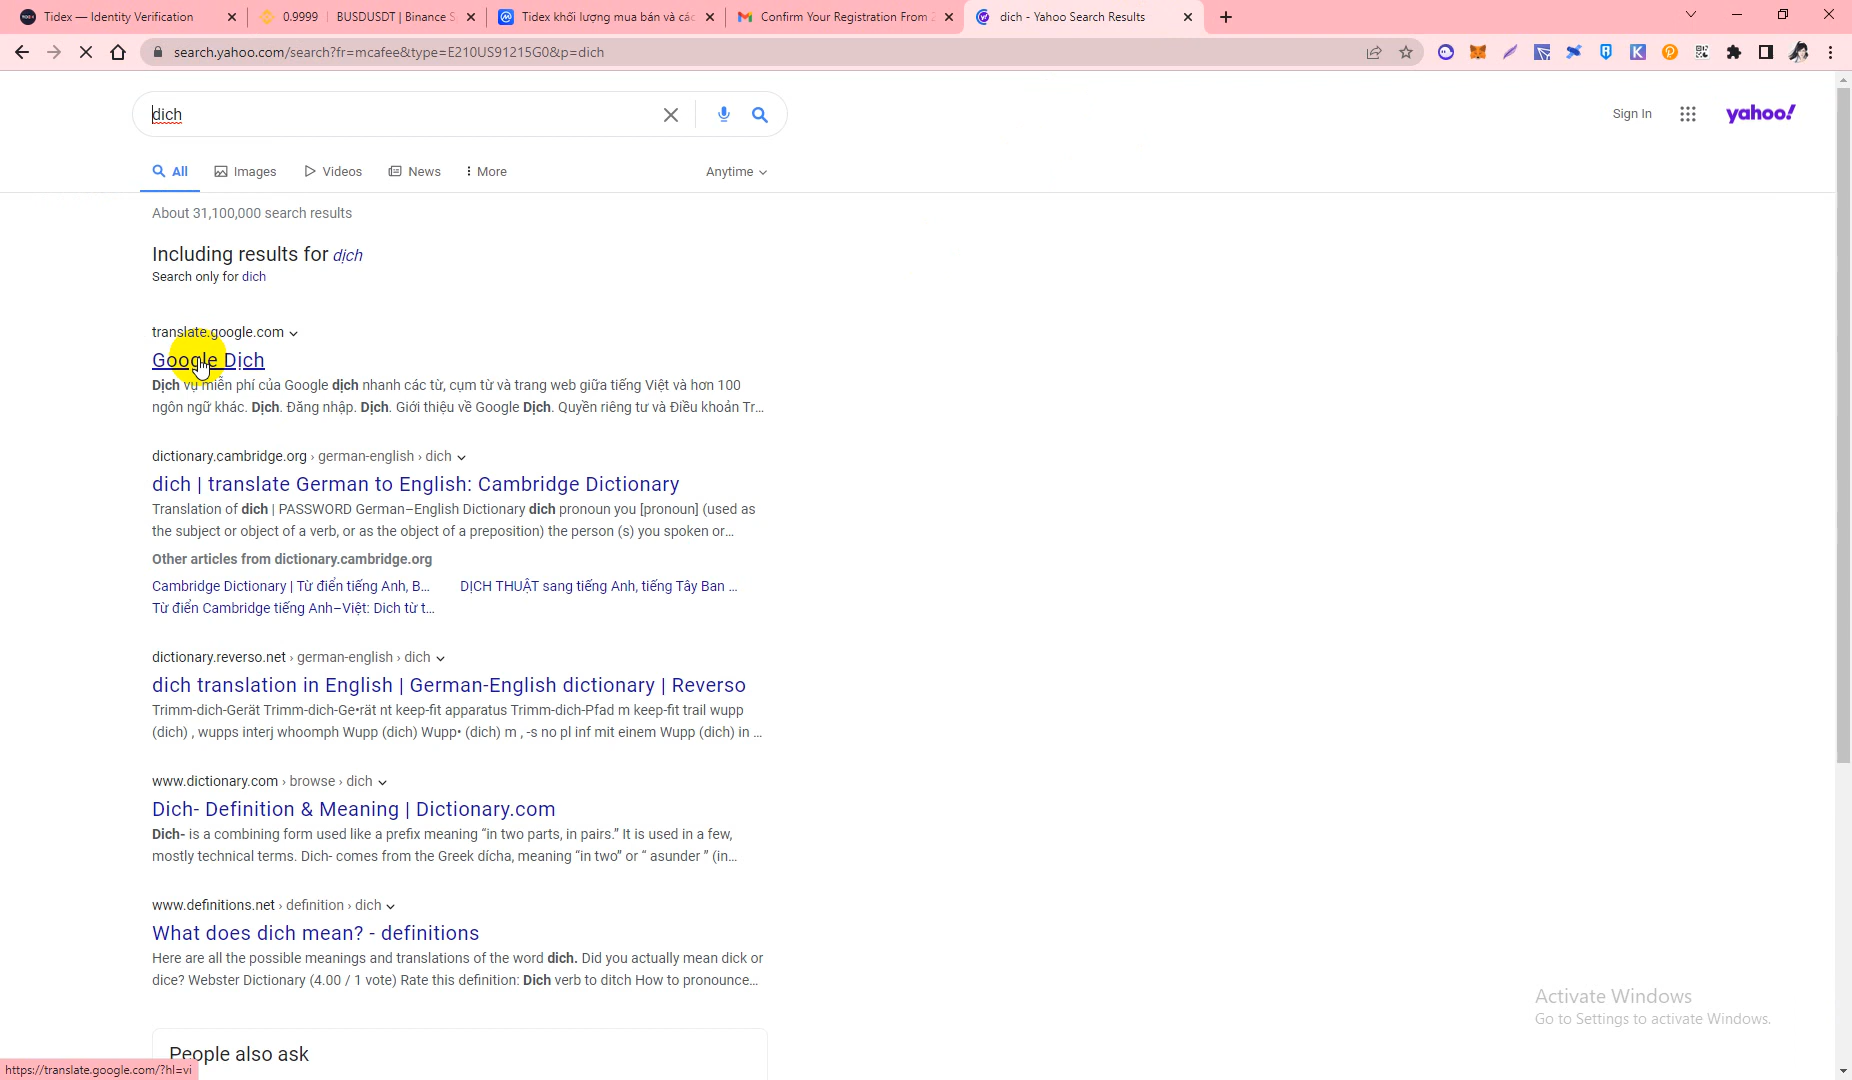 Tidex — Identity Verification
0.9999 | BUSDUSDT | Binance S
Tidex khối lượng mua bán và các
Confirm Your Registration From 2
dich - Yahoo Search Results
search.yahoo.com/search?fr=mcafee&type=E210US91215G0&p=dich
dich
Sign In
yahoo!
All
Images
Videos
News
More
Anytime
About 31,100,000 search results
Including results for dịch
Search only for dich
translate.google.com
Google Dịch
Dịch vụ miễn phí của Google dịch nhanh các từ, cụm từ và trang web giữa tiếng Việt và hơn 100
ngôn ngữ khác. Dịch. Đăng nhập. Dịch. Giới thiệu về Google Dịch. Quyền riêng tư và Điều khoản Tr...
dictionary.cambridge.org › german-english › dich
dich | translate German to English: Cambridge Dictionary
Translation of dich | PASSWORD German–English Dictionary dich pronoun you [pronoun] (used as
the subject or object of a verb, or as the object of a preposition) the person (s) you spoken or...
Other articles from dictionary.cambridge.org
Cambridge Dictionary | Từ điển tiếng Anh, B...
DỊCH THUẬT sang tiếng Anh, tiếng Tây Ban ...
Từ điển Cambridge tiếng Anh–Việt: Dich từ t...
dictionary.reverso.net › german-english › dich
dich translation in English | German-English dictionary | Reverso
Trimm-dich-Gerät Trimm-dich-Ge•rät nt keep-fit apparatus Trimm-dich-Pfad m keep-fit trail wupp
(dich) , wupps interj whoomph Wupp (dich) Wupp• (dich) m , -s no pl inf mit einem Wupp (dich) in ...
www.dictionary.com › browse › dich
Dich- Definition & Meaning | Dictionary.com
Dich- is a combining form used like a prefix meaning “in two parts, in pairs.” It is used in a few,
mostly technical terms. Dich- comes from the Greek dícha, meaning “in two” or “ asunder ” (in...
www.definitions.net › definition › dich
What does dich mean? - definitions
Here are all the possible meanings and translations of the word dich. Did you actually mean dick or
dice? Webster Dictionary (4.00 / 1 vote) Rate this definition: Dich verb to ditch How to pronounce...
Activate Windows
Go to Settings to activate Windows.
People also ask
https://translate.google.com/?hl=vi